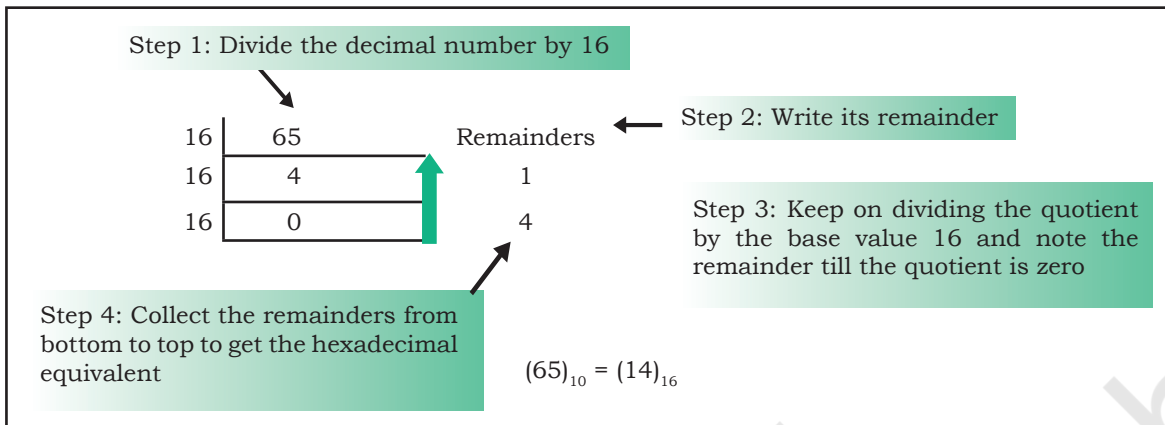 Step 1: Divide the decimal number by 16
16 65 Remainders
Step 2: Write its remainder
16 4 1
16 0 4
Step 3: Keep on dividing the quotient
by the base value 16 and note the
remainder till the quotient is zero
Step 4: Collect the remainders from
bottom to top to get the hexadecimal
equivalent
(65)₁₀ = (14)₁₆